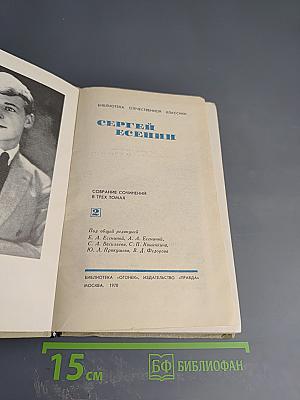 БИБЛИОТЕКА ОТЕЧЕСТВЕННОЙ КЛАССИКИ
СЕРГЕЙ
ЕСЕНИН
СОБРАНИЕ СОЧИНЕНИЙ
В ТРЕХ ТОМАХ
2
Под общей редакцией
Е. А. Есениной, А. А. Есениной,
С. А. Васильева, С. П. Кошечкина,
Ю. Л. Прокушева, В. Д. Федорова
БИБЛИОТЕКА «ОГОНЕК», ИЗДАТЕЛЬСТВО «ПРАВДА»
МОСКВА, 1970
15 см
БФ БИБЛИОФАН